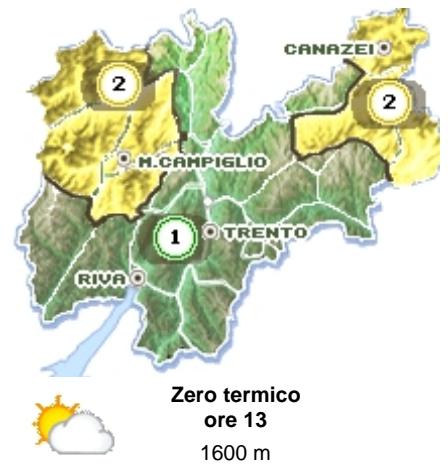 CANAZEI
2
2
M.CAMPIGLIO
1
TRENTO
RIVA
Zero termico
ore 13
1600 m